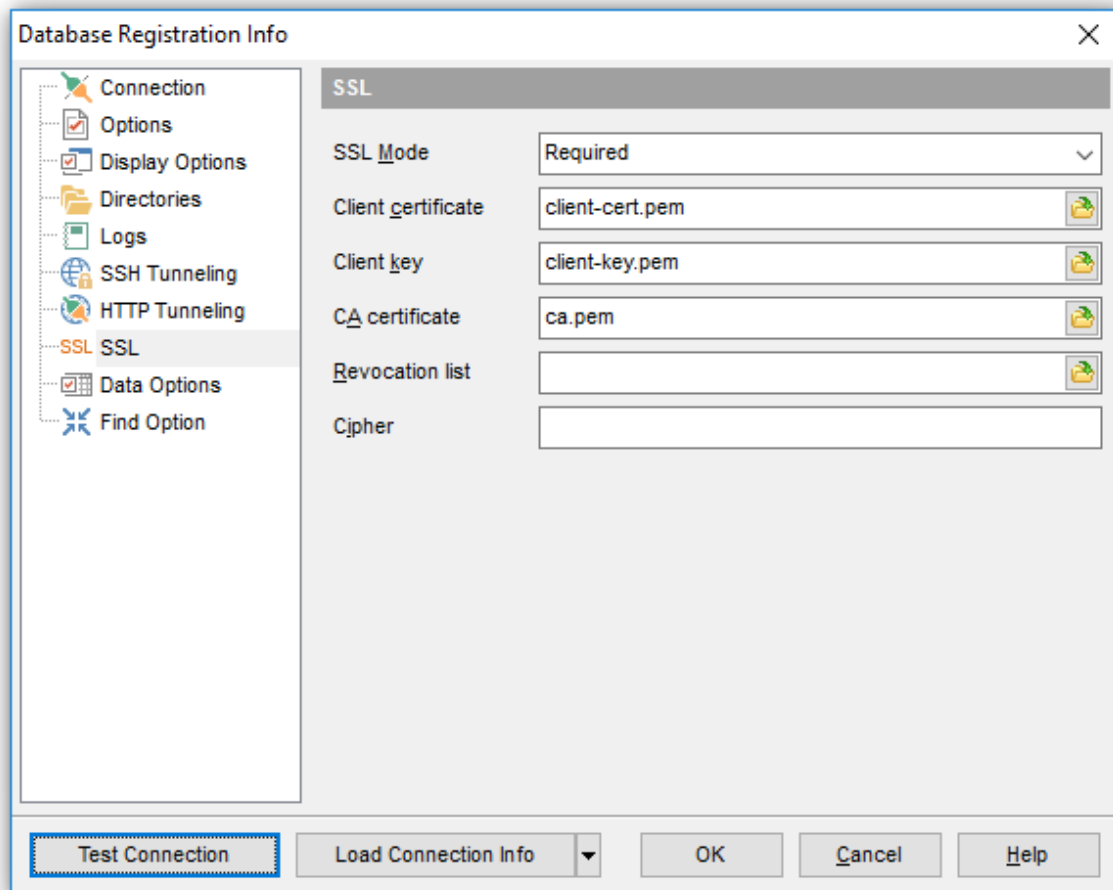 Database Registration Info
Connection
Options
Display Options
Directories
Logs
SSH Tunneling
HTTP Tunneling
SSL SSL
Data Options
Find Option
SSL
SSL Mode Required
Client certificate client-cert.pem
Client key client-key.pem
CA certificate ca.pem
Revocation list
Cipher
Test Connection Load Connection Info OK Cancel Help